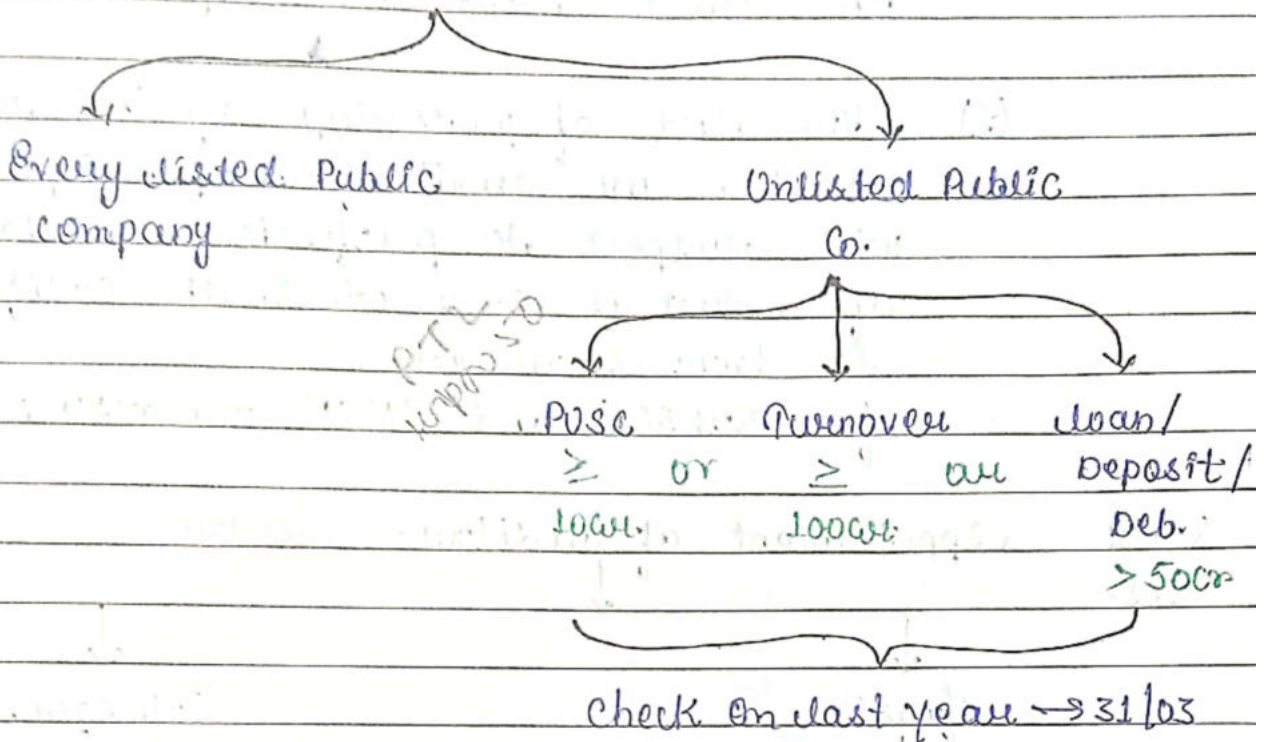 Every listed Public
company
Unlisted Public
Co.
PUSC
≥
10cr.
or
Turnover
≥
100cr.
or
Loan/
Deposit/
Deb.
> 50cr
Check on last year → 31/03